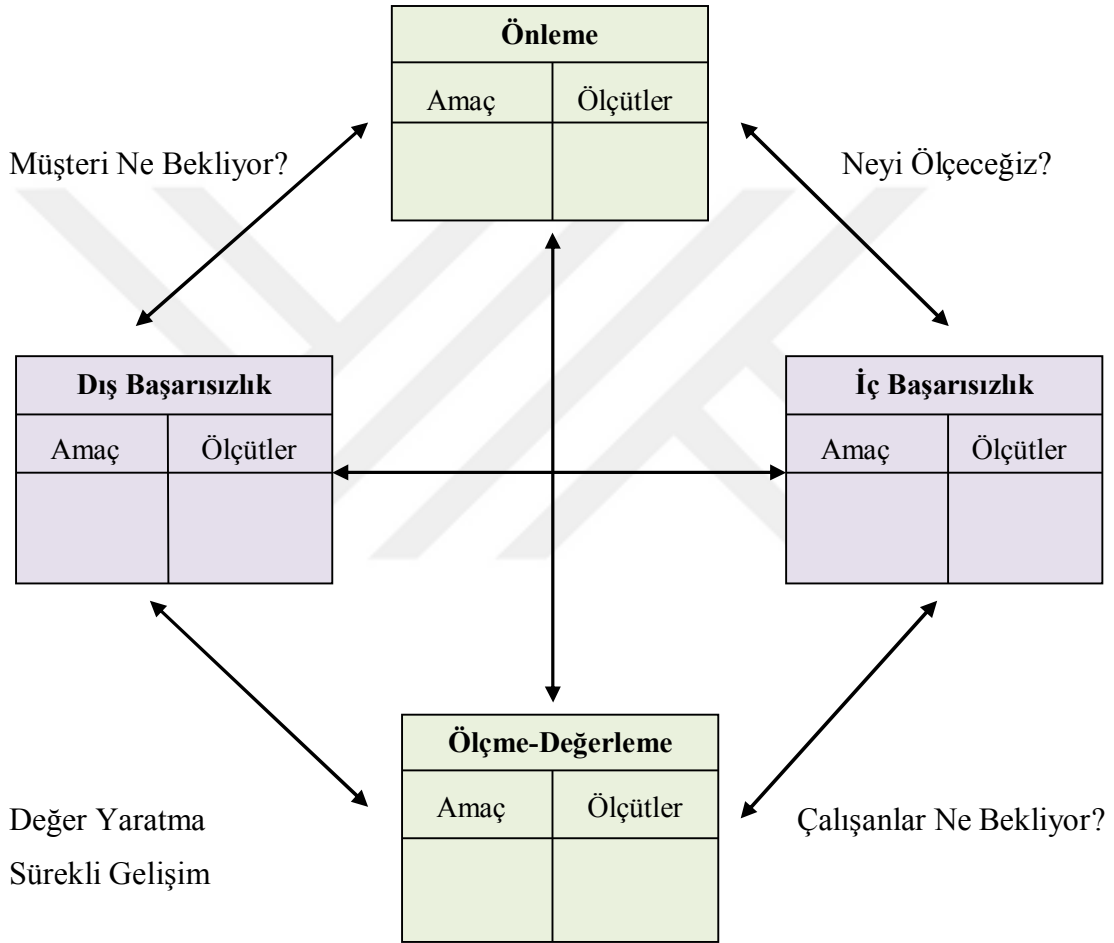 Önleme
Amaç Ölçütler
Müşteri Ne Bekliyor?
Neyi Ölçeceğiz?
Dış Başarısızlık
Amaç Ölçütler
İç Başarısızlık
Amaç Ölçütler
Ölçme-Değerleme
Amaç Ölçütler
Değer Yaratma
Sürekli Gelişim
Çalışanlar Ne Bekliyor?